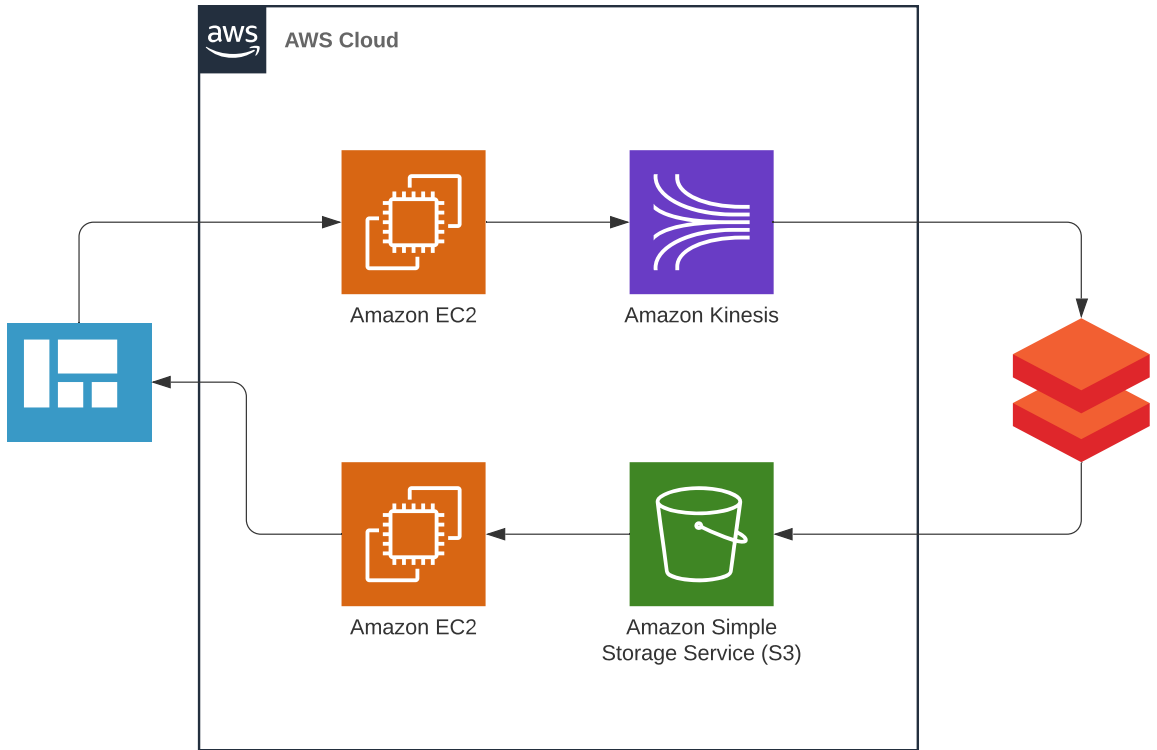 aws
AWS Cloud
Amazon EC2
Amazon Kinesis
Amazon EC2
Amazon Simple
Storage Service (S3)